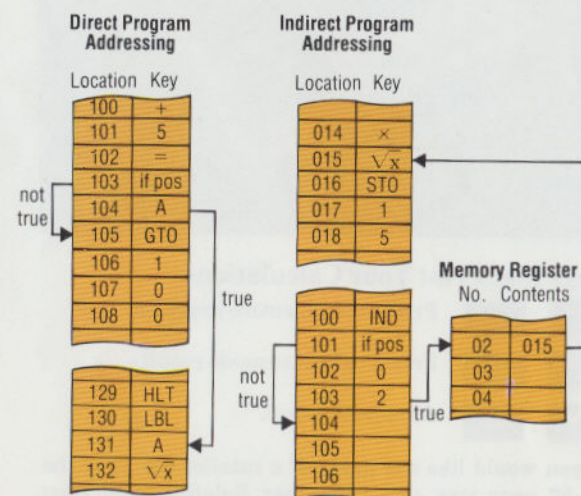 Direct Program
Addressing
Location Key
100 +
101 5
102 =
103 if pos
104 A
105 GTO
106 1
107 0
108 0
129 HLT
130 LBL
131 A
132 √x
not
true
true
Indirect Program
Addressing
Location Key
014 ×
015 √x
016 STO
017 1
018 5
100 IND
101 if pos
102 0
103 2
104
105
106
not
true
true
Memory Register
No. Contents
02 015
03
04